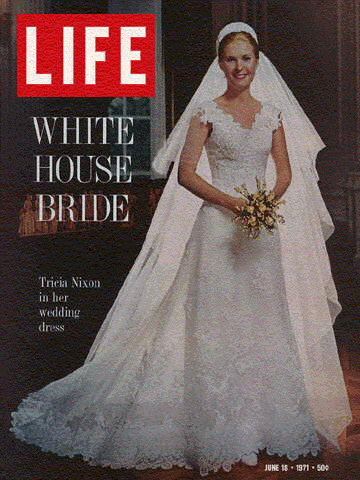 LIFE
WHITE
HOUSE
BRIDE
Tricia Nixon
in her
wedding
dress
JUNE 18 • 1971 • 50¢